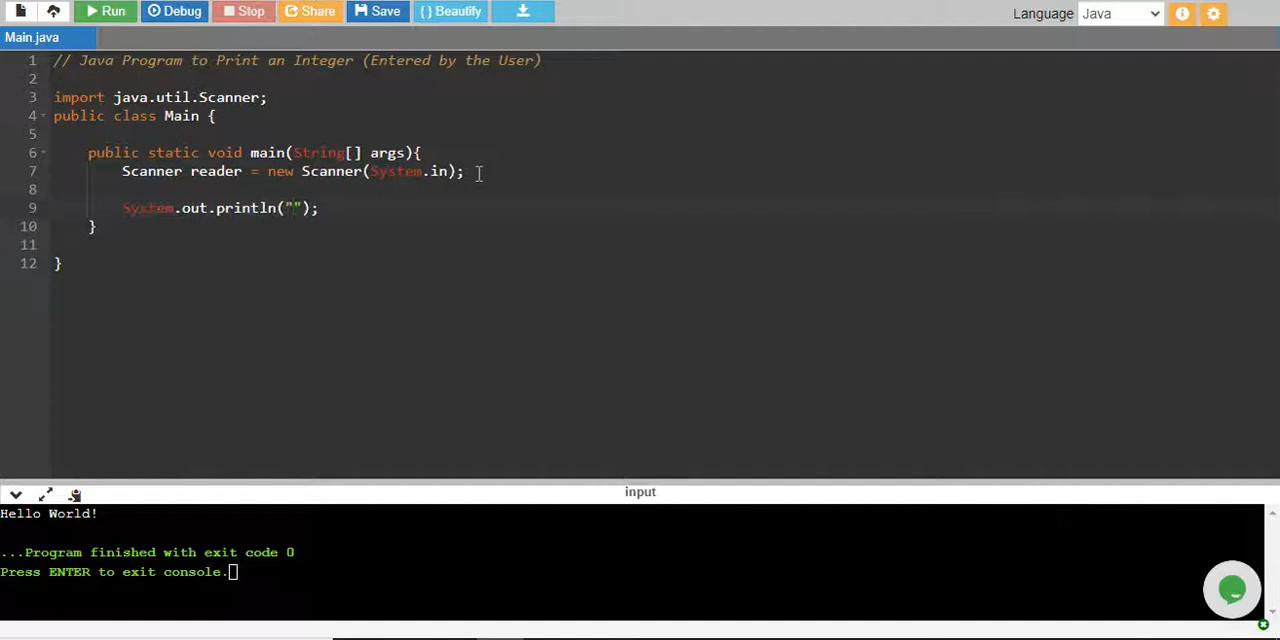 Run Debug Stop Share Save { } Beautify Language Java
Main.java
1 // Java Program to Print an Integer (Entered by the User)
2
3 import java.util.Scanner;
4 public class Main {
5
6 public static void main(String[] args){
7 Scanner reader = new Scanner(System.in);
8
9 System.out.println("");
10 }
11
12 }
input
Hello World!
...Program finished with exit code 0
Press ENTER to exit console.